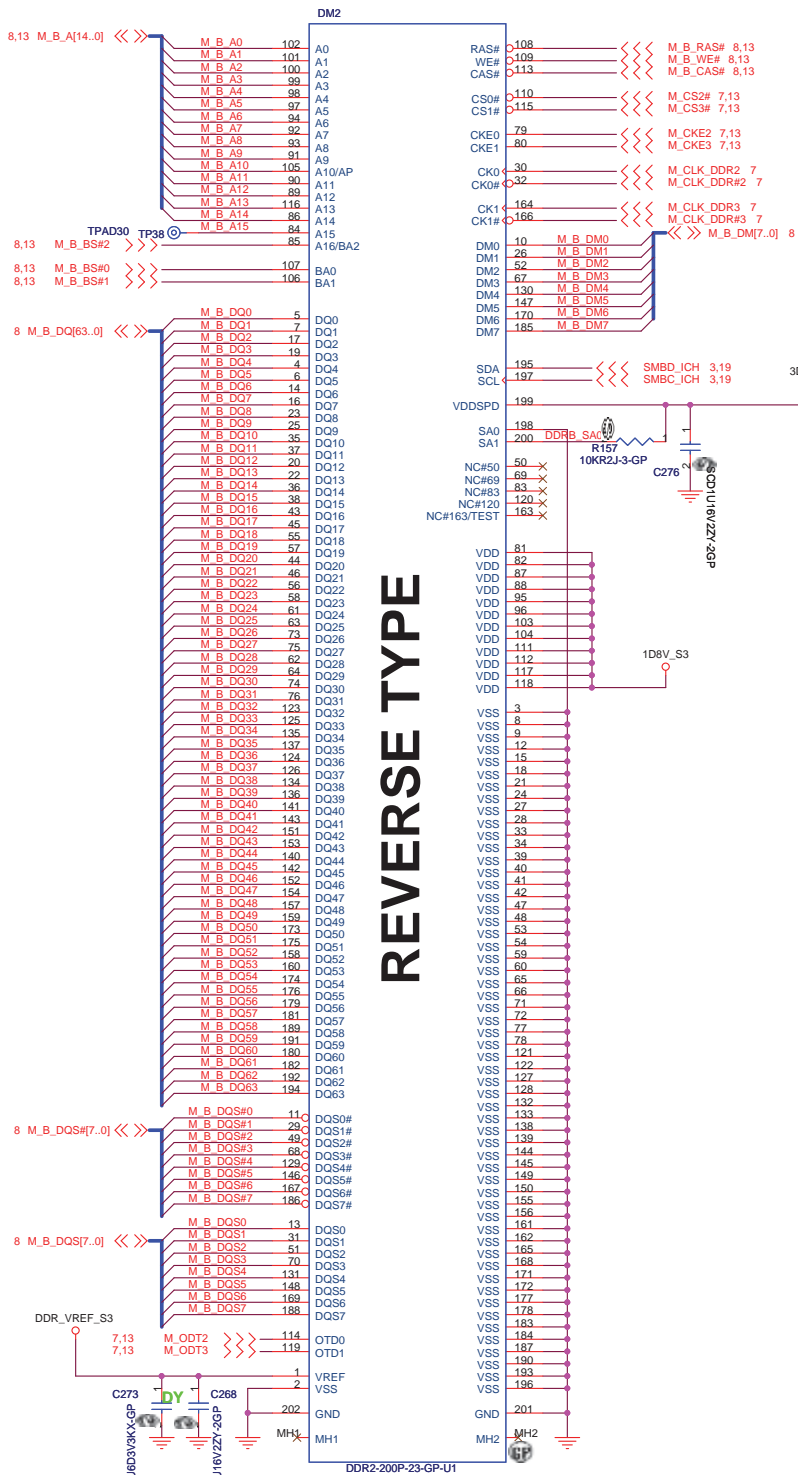 DM2
8,13 M_B_A[14..0]
M_B_A0 102 A0
M_B_A1 101 A1
M_B_A2 100 A2
M_B_A3 99 A3
M_B_A4 98 A4
M_B_A5 97 A5
M_B_A6 94 A6
M_B_A7 92 A7
M_B_A8 93 A8
M_B_A9 91 A9
M_B_A10 105 A10/AP
M_B_A11 90 A11
M_B_A12 89 A12
M_B_A13 116 A13
M_B_A14 86 A14
M_B_A15 84 A15
TPAD30 TP38
8,13 M_B_BS#2 85 A16/BA2
8,13 M_B_BS#0 107 BA0
8,13 M_B_BS#1 106 BA1
8 M_B_DQ[63..0]
M_B_DQ0 5 DQ0
M_B_DQ1 7 DQ1
M_B_DQ2 17 DQ2
M_B_DQ3 19 DQ3
M_B_DQ4 4 DQ4
M_B_DQ5 6 DQ5
M_B_DQ6 14 DQ6
M_B_DQ7 16 DQ7
M_B_DQ8 23 DQ8
M_B_DQ9 25 DQ9
M_B_DQ10 35 DQ10
M_B_DQ11 37 DQ11
M_B_DQ12 20 DQ12
M_B_DQ13 22 DQ13
M_B_DQ14 36 DQ14
M_B_DQ15 38 DQ15
M_B_DQ16 43 DQ16
M_B_DQ17 45 DQ17
M_B_DQ18 55 DQ18
M_B_DQ19 57 DQ19
M_B_DQ20 44 DQ20
M_B_DQ21 46 DQ21
M_B_DQ22 56 DQ22
M_B_DQ23 58 DQ23
M_B_DQ24 61 DQ24
M_B_DQ25 63 DQ25
M_B_DQ26 73 DQ26
M_B_DQ27 75 DQ27
M_B_DQ28 62 DQ28
M_B_DQ29 64 DQ29
M_B_DQ30 74 DQ30
M_B_DQ31 76 DQ31
M_B_DQ32 123 DQ32
M_B_DQ33 125 DQ33
M_B_DQ34 135 DQ34
M_B_DQ35 137 DQ35
M_B_DQ36 124 DQ36
M_B_DQ37 126 DQ37
M_B_DQ38 134 DQ38
M_B_DQ39 136 DQ39
M_B_DQ40 141 DQ40
M_B_DQ41 143 DQ41
M_B_DQ42 151 DQ42
M_B_DQ43 153 DQ43
M_B_DQ44 140 DQ44
M_B_DQ45 142 DQ45
M_B_DQ46 152 DQ46
M_B_DQ47 154 DQ47
M_B_DQ48 157 DQ48
M_B_DQ49 159 DQ49
M_B_DQ50 173 DQ50
M_B_DQ51 175 DQ51
M_B_DQ52 158 DQ52
M_B_DQ53 160 DQ53
M_B_DQ54 174 DQ54
M_B_DQ55 176 DQ55
M_B_DQ56 179 DQ56
M_B_DQ57 181 DQ57
M_B_DQ58 189 DQ58
M_B_DQ59 191 DQ59
M_B_DQ60 180 DQ60
M_B_DQ61 182 DQ61
M_B_DQ62 192 DQ62
M_B_DQ63 194 DQ63
8 M_B_DQS#[7..0]
M_B_DQS#0 11 DQS0#
M_B_DQS#1 29 DQS1#
M_B_DQS#2 49 DQS2#
M_B_DQS#3 68 DQS3#
M_B_DQS#4 129 DQS4#
M_B_DQS#5 146 DQS5#
M_B_DQS#6 167 DQS6#
M_B_DQS#7 186 DQS7#
8 M_B_DQS[7..0]
M_B_DQS0 13 DQS0
M_B_DQS1 31 DQS1
M_B_DQS2 51 DQS2
M_B_DQS3 70 DQS3
M_B_DQS4 131 DQS4
M_B_DQS5 148 DQS5
M_B_DQS6 169 DQS6
M_B_DQS7 188 DQS7
DDR_VREF_S3
7,13 M_ODT2 114 OTD0
7,13 M_ODT3 119 OTD1
1 VREF
2 VSS
C273 1 DY C268 1
U6D3V3KX-GP
U16V2ZY-2GP
202 GND
MH1 MH1
REVERSE TYPE
RAS# 108 M_B_RAS# 8,13
WE# 109 M_B_WE# 8,13
CAS# 113 M_B_CAS# 8,13
CS0# 110 M_CS2# 7,13
CS1# 115 M_CS3# 7,13
CKE0 79 M_CKE2 7,13
CKE1 80 M_CKE3 7,13
CK0 30 M_CLK_DDR2 7
CK0# 32 M_CLK_DDR#2 7
CK1 164 M_CLK_DDR3 7
CK1# 166 M_CLK_DDR#3 7
M_B_DM[7..0] 8
DM0 10 M_B_DM0
DM1 26 M_B_DM1
DM2 52 M_B_DM2
DM3 67 M_B_DM3
DM4 130 M_B_DM4
DM5 147 M_B_DM5
DM6 170 M_B_DM6
DM7 185 M_B_DM7
SDA 195 SMBD_ICH 3,19
SCL 197 SMBC_ICH 3,19
3D
VDDSPD 199
SA0 198
SA1 200 DDRB_SA0 1
R157
10KR2J-3-GP
1 C276 2
SCD1U16V2ZY-2GP
NC#50 50
NC#69 69
NC#83 83
NC#120 120
NC#163/TEST 163
VDD 81
VDD 82
VDD 87
VDD 88
VDD 95
VDD 96
VDD 103
VDD 104
VDD 111
VDD 112
VDD 117
VDD 118
1D8V_S3
VSS 3
VSS 8
VSS 9
VSS 12
VSS 15
VSS 18
VSS 21
VSS 24
VSS 27
VSS 28
VSS 33
VSS 34
VSS 39
VSS 40
VSS 41
VSS 42
VSS 47
VSS 48
VSS 53
VSS 54
VSS 59
VSS 60
VSS 65
VSS 66
VSS 71
VSS 72
VSS 77
VSS 78
VSS 121
VSS 122
VSS 127
VSS 128
VSS 132
VSS 133
VSS 138
VSS 139
VSS 144
VSS 145
VSS 149
VSS 150
VSS 155
VSS 156
VSS 161
VSS 162
VSS 165
VSS 168
VSS 171
VSS 172
VSS 177
VSS 178
VSS 183
VSS 184
VSS 187
VSS 190
VSS 193
VSS 196
GND 201
MH2 MH2
GP
DDR2-200P-23-GP-U1